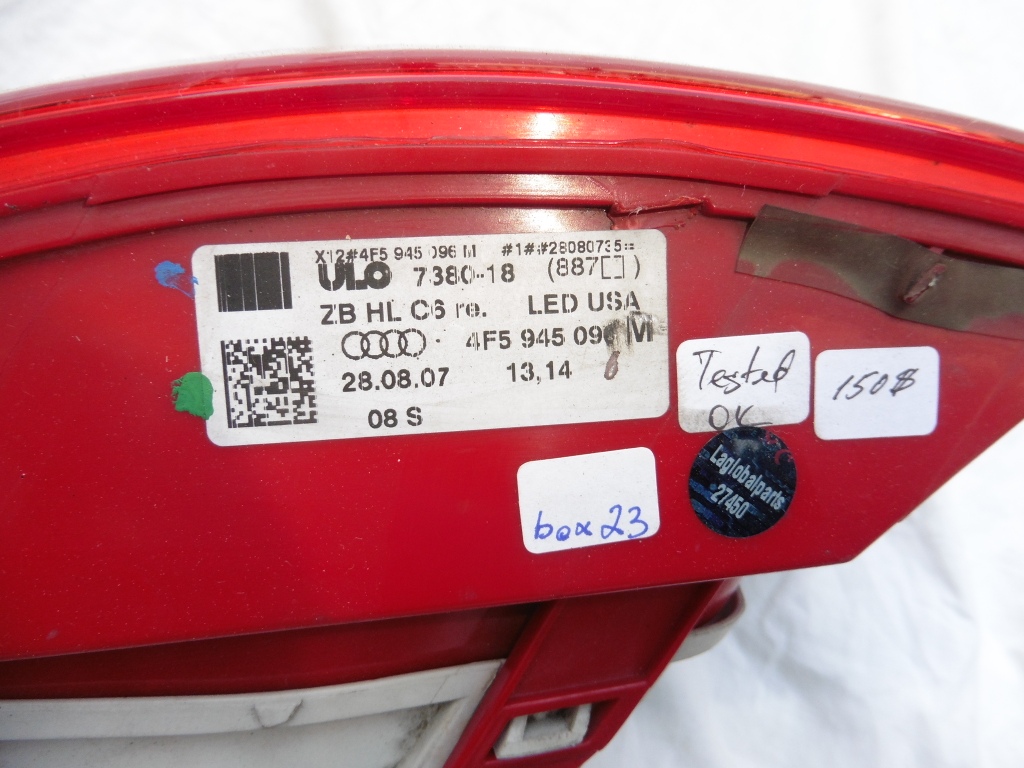 X12#4F5 945 096 M #1##28080735=
ULO 7380-18 (887[])
ZB HL C6 re. LED USA
4F5 945 096 M
28.08.07 13,14
08 S
Tested
OK
150$
Laglobalparts
27450
box 23